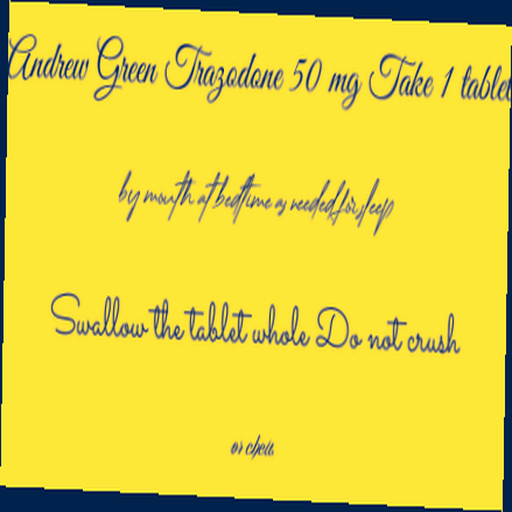 Andrew Green Trazodone 50 mg Take 1 tablet
by mouth at bedtime as needed for sleep
Swallow the tablet whole Do not crush
or chew